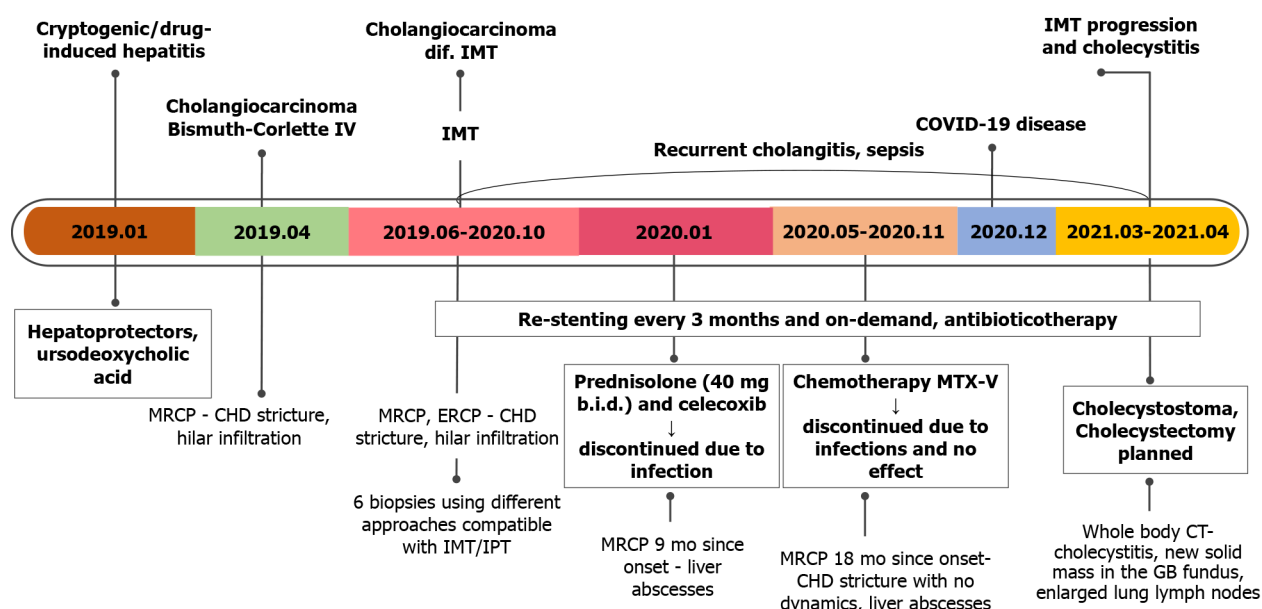 Cryptogenic/drug-
induced hepatitis
Cholangiocarcinoma
dif. IMT
IMT progression
and cholecystitis
Cholangiocarcinoma
Bismuth-Corlette IV
IMT
COVID-19 disease
Recurrent cholangitis, sepsis
2019.01
2019.04
2019.06-2020.10
2020.01
2020.05-2020.11
2020.12
2021.03-2021.04
Re-stenting every 3 months and on-demand, antibioticotherapy
Hepatoprotectors,
ursodeoxycholic
acid
MRCP - CHD stricture,
hilar infiltration
MRCP, ERCP - CHD
stricture, hilar infiltration
6 biopsies using different
approaches compatible
with IMT/IPT
Prednisolone (40 mg
b.i.d.) and celecoxib
↓
discontinued due to
infection
MRCP 9 mo since
onset - liver
abscesses
Chemotherapy MTX-V
↓
discontinued due to
infections and no
effect
MRCP 18 mo since onset-
CHD stricture with no
dynamics, liver abscesses
Cholecystostoma,
Cholecystectomy
planned
Whole body CT-
cholecystitis, new solid
mass in the GB fundus,
enlarged lung lymph nodes